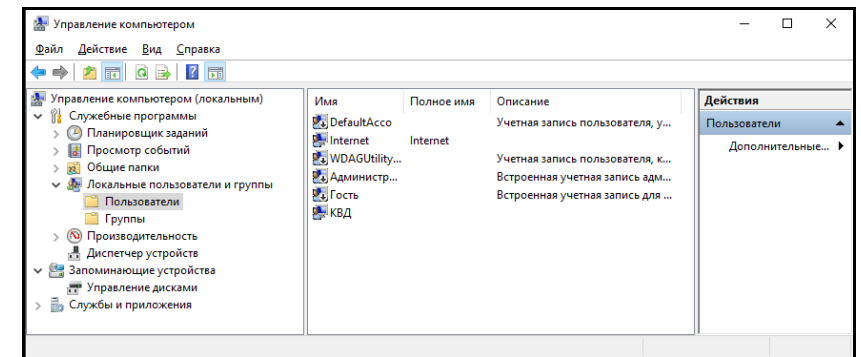 Управление компьютером
Файл Действие Вид Справка
Управление компьютером (локальным)
Служебные программы
Планировщик заданий
Просмотр событий
Общие папки
Локальные пользователи и группы
Пользователи
Группы
Производительность
Диспетчер устройств
Запоминающие устройства
Управление дисками
Службы и приложения
Имя Полное имя Описание
DefaultAcco Учетная запись пользователя, у...
Internet Internet
WDAGUtility... Учетная запись пользователя, к...
Администр... Встроенная учетная запись адм...
Гость Встроенная учетная запись для ...
КВД
Действия
Пользователи
Дополнительные...